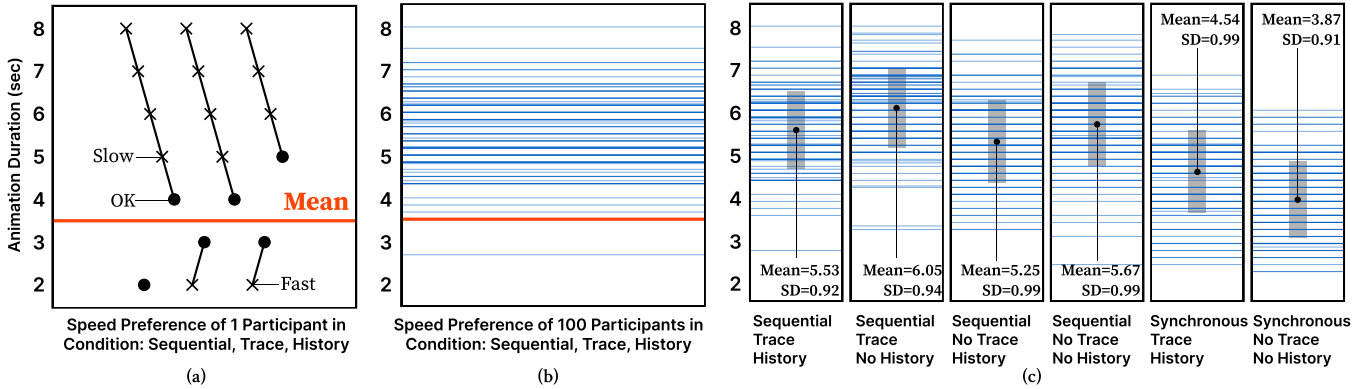 Animation Duration (sec)
8
7
6
5
4
3
2
Slow
OK
Mean
Fast
Speed Preference of 1 Participant in
Condition: Sequential, Trace, History
(a)
8
7
6
5
4
3
2
Speed Preference of 100 Participants in
Condition: Sequential, Trace, History
(b)
8
7
6
5
4
3
2
Mean=5.53
SD=0.92
Sequential
Trace
History
Mean=6.05
SD=0.94
Sequential
Trace
No History
Mean=5.25
SD=0.99
Sequential
No Trace
History
Mean=5.67
SD=0.99
Sequential
No Trace
No History
Mean=4.54
SD=0.99
Synchronous
Trace
History
Mean=3.87
SD=0.91
Synchronous
No Trace
No History
(c)